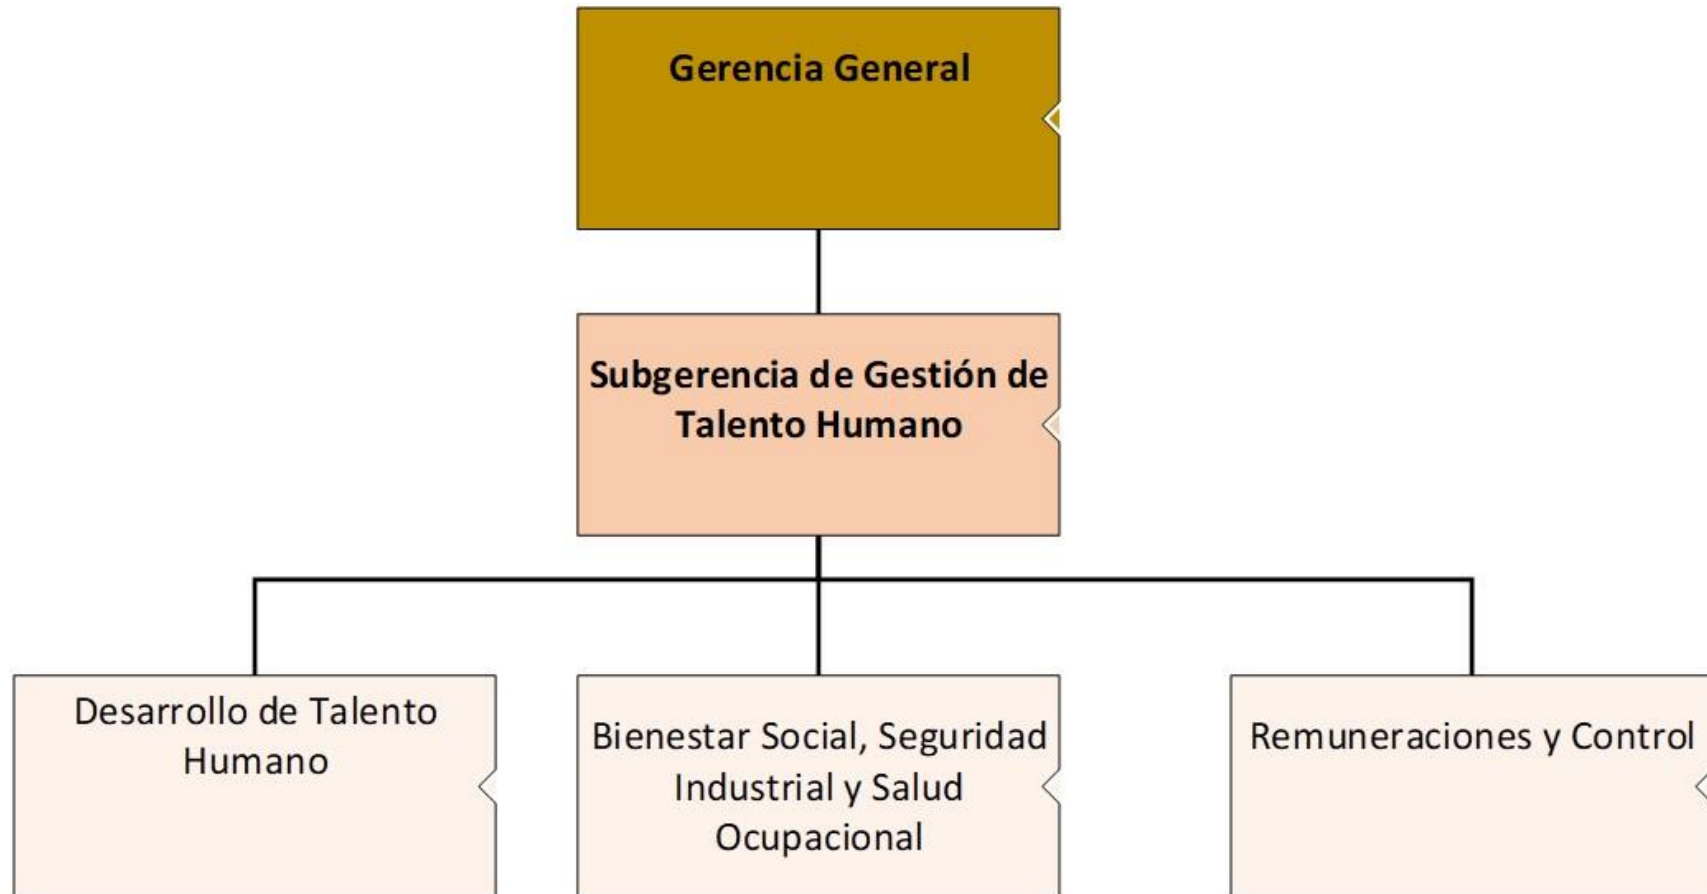 Gerencia General
Subgerencia de Gestión de
Talento Humano
Desarrollo de Talento
Humano
Bienestar Social, Seguridad
Industrial y Salud
Ocupacional
Remuneraciones y Control